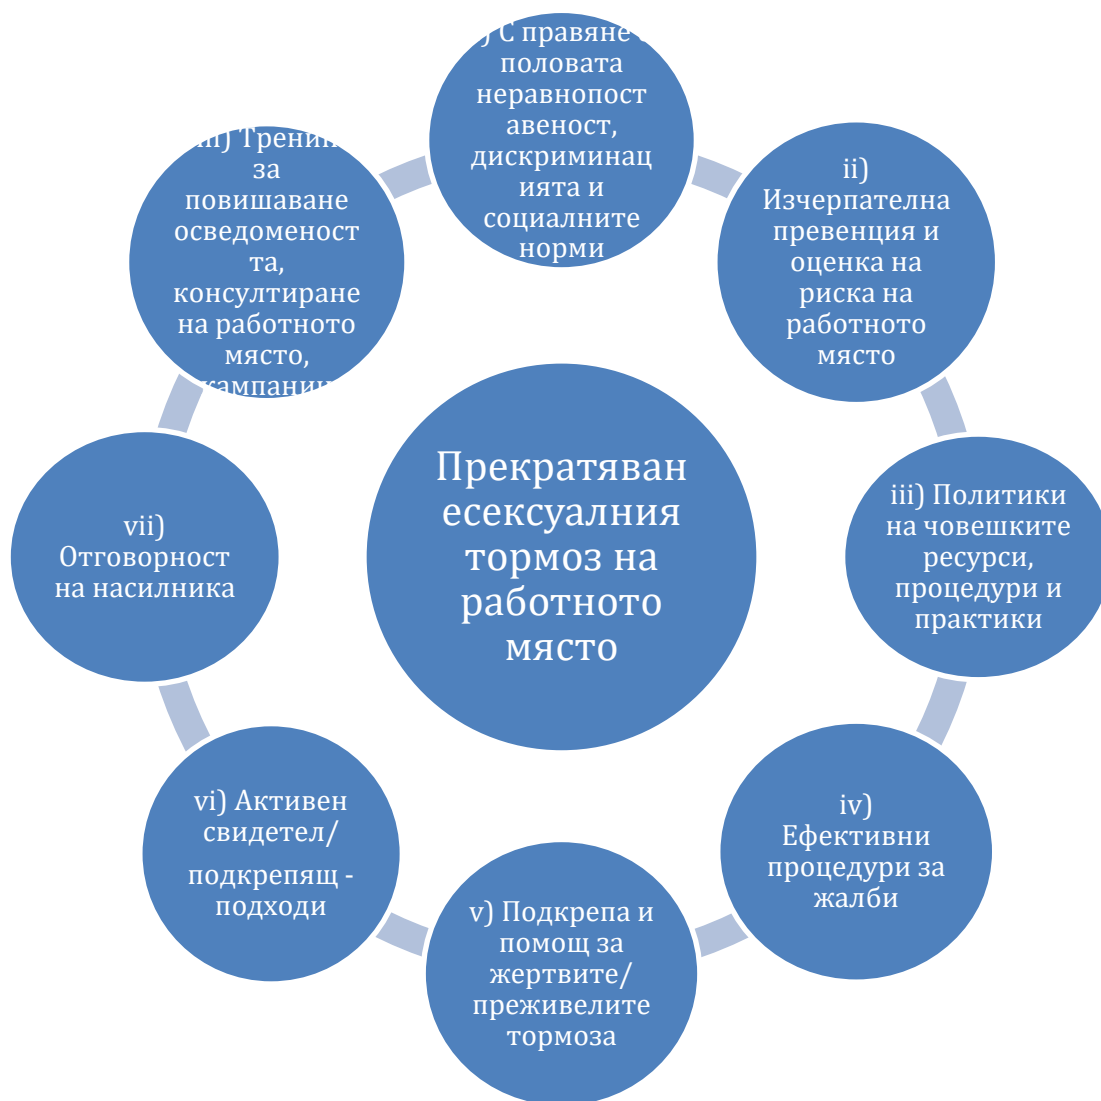 ) С правяне с
половата
неравнопост
авеност,
дискриминац
ията и
социалните
норми
ii)
Изчерпателна
превенция и
оценка на
риска на
работното
място
iii) Политики
на човешките
ресурси,
процедури и
практики
iv)
Ефективни
процедури за
жалби
v) Подкрепа и
помощ за
жертвите/
преживелите
тормоза
vi) Активен
свидетел/
подкрепящ -
подходи
vii)
Отговорност
на насилника
Тренинг
за
повишаване
осведоменост
та,
консултиране
на работното
място,
кампании
Прекратяван
есексуалния
тормоз на
работното
място